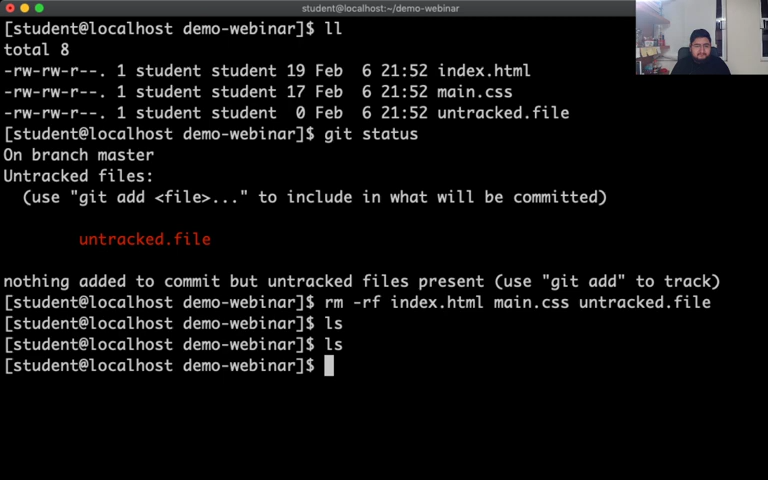 student@localhost:~/demo-webinar
[student@localhost demo-webinar]$ ll
total 8
-rw-rw-r--. 1 student student 19 Feb  6 21:52 index.html
-rw-rw-r--. 1 student student 17 Feb  6 21:52 main.css
-rw-rw-r--. 1 student student  0 Feb  6 21:52 untracked.file
[student@localhost demo-webinar]$ git status
On branch master
Untracked files:
  (use "git add <file>..." to include in what will be committed)
        untracked.file
nothing added to commit but untracked files present (use "git add" to track)
[student@localhost demo-webinar]$ rm -rf index.html main.css untracked.file
[student@localhost demo-webinar]$ ls
[student@localhost demo-webinar]$ ls
[student@localhost demo-webinar]$